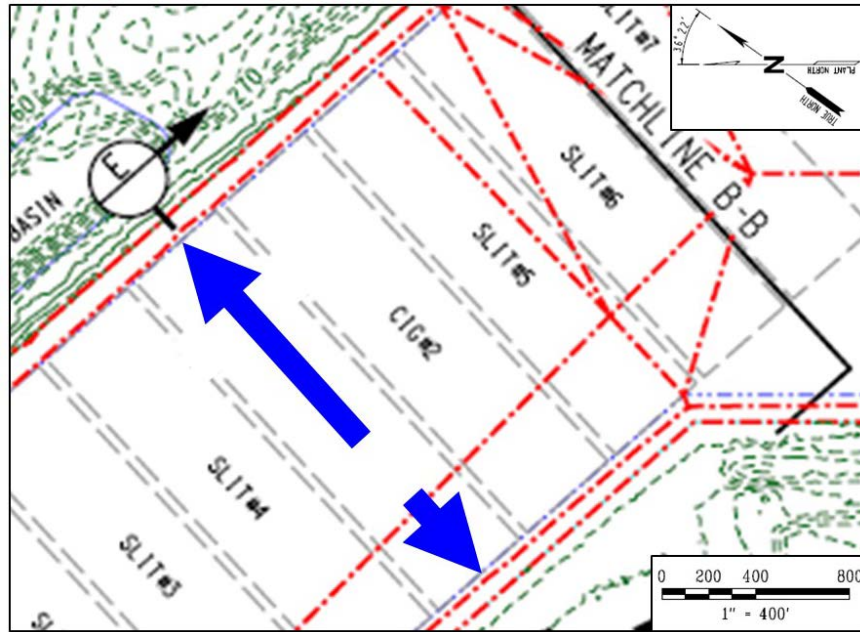 SLIT#7
36° 22'
N
PLANT NORTH
TRUE NORTH
60
270
MATCHLINE B-B
E
BASIN
SLIT#6
SLIT#5
CIG#2
SLIT#4
SLIT#3
0 200 400 800
1" = 400'